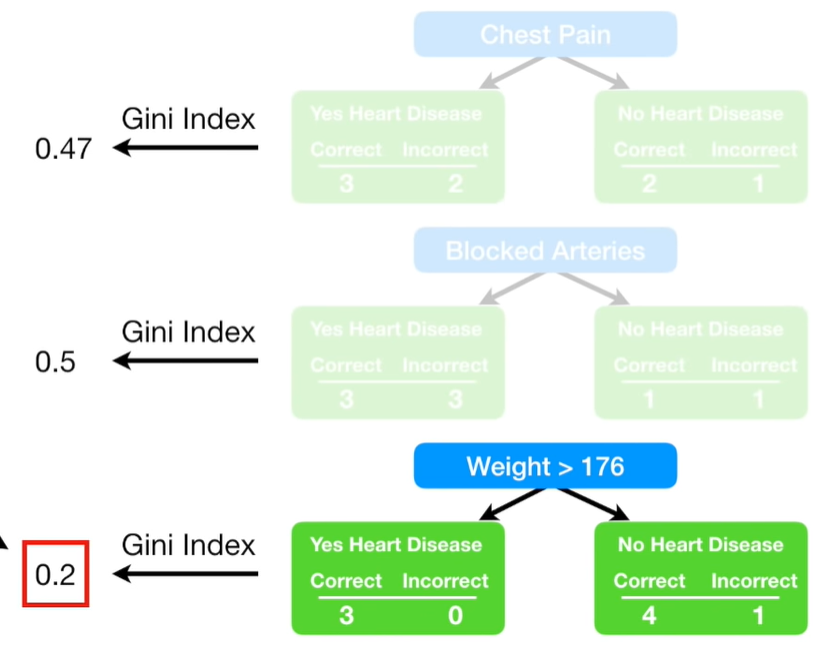 Chest Pain
Gini Index
0.47
Yes Heart Disease
Correct Incorrect
3 2
No Heart Disease
Correct Incorrect
2 1
Blocked Arteries
Gini Index
0.5
Yes Heart Disease
Correct Incorrect
3 3
No Heart Disease
Correct Incorrect
1 1
Weight > 176
Gini Index
0.2
Yes Heart Disease
Correct Incorrect
3 0
No Heart Disease
Correct Incorrect
4 1